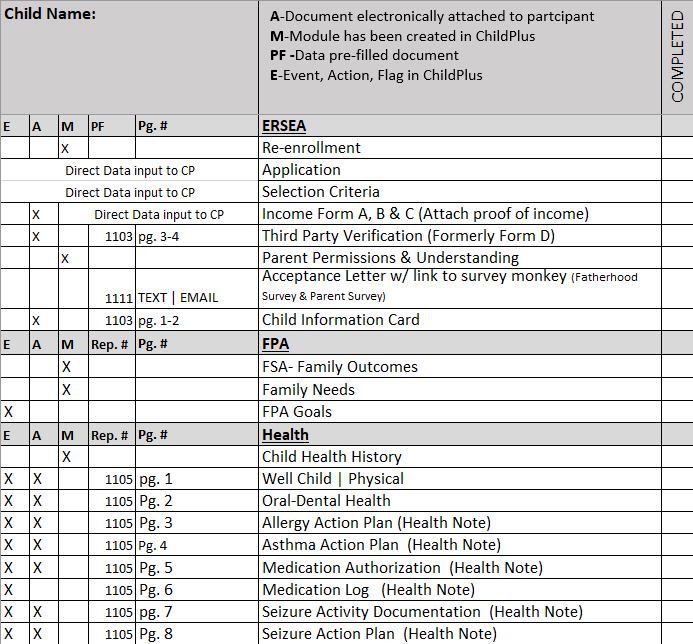 Child Name:
A-Document electronically attached to partcipant
M-Module has been created in ChildPlus
PF -Data pre-filled document
E-Event, Action, Flag in ChildPlus
COMPLETED
E A M PF Pg. # ERSEA
X Re-enrollment
Direct Data input to CP Application
Direct Data input to CP Selection Criteria
X Direct Data input to CP Income Form A, B & C (Attach proof of income)
X 1103 pg. 3-4 Third Party Verification (Formerly Form D)
X Parent Permissions & Understanding
Acceptance Letter w/ link to survey monkey (Fatherhood
1111 TEXT | EMAIL Survey & Parent Survey)
X 1103 pg. 1-2 Child Information Card
E A M Rep. # Pg. # FPA
X FSA- Family Outcomes
X Family Needs
X FPA Goals
E A M Rep. # Pg. # Health
X Child Health History
X X 1105 pg. 1 Well Child | Physical
X X 1105 Pg. 2 Oral-Dental Health
X X 1105 Pg. 3 Allergy Action Plan (Health Note)
X X 1105 Pg. 4 Asthma Action Plan (Health Note)
X X 1105 Pg. 5 Medication Authorization (Health Note)
X 1105 Pg. 6 Medication Log (Health Note)
X X 1105 pg. 7 Seizure Activity Documentation (Health Note)
X X 1105 Pg. 8 Seizure Action Plan (Health Note)